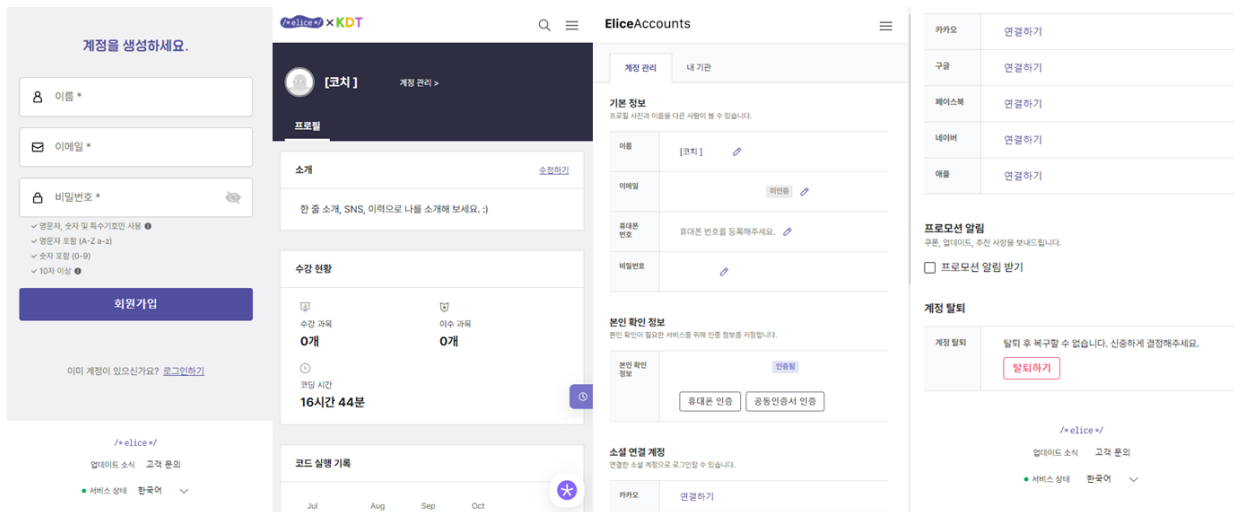 계정을 생성하세요.
이름 *
이메일 *
비밀번호 *
영문자, 숫자 및 특수기호만 사용
영문자 포함 (A-Z a-z)
숫자 포함 (0-9)
10자 이상
회원가입
이미 계정이 있으신가요? 로그인하기
/*elice*/
업데이트 소식 고객 문의
서비스 상태 한국어
/*elice*/ × KDT
[코치 ] 계정 관리 >
프로필
소개 수정하기
한 줄 소개, SNS, 이력으로 나를 소개해 보세요. :)
수강 현황
수강 과목 이수 과목
0개 0개
코딩 시간
16시간 44분
코드 실행 기록
Jul Aug Sep Oct
EliceAccounts
계정 관리 내 기관
기본 정보
프로필 사진과 이름을 다른 사람이 볼 수 있습니다.
이름 [코치 ]
이메일 미인증
휴대폰
번호 휴대폰 번호를 등록해주세요.
비밀번호
본인 확인 정보
본인 확인이 필요한 서비스를 위해 인증 정보를 저장합니다.
본인 확인
정보 인증됨
휴대폰 인증 공동인증서 인증
소셜 연결 계정
연결한 소셜 계정으로 로그인할 수 있습니다.
카카오 연결하기
카카오 연결하기
구글 연결하기
페이스북 연결하기
네이버 연결하기
애플 연결하기
프로모션 알림
쿠폰, 업데이트, 추천 사항을 보내드립니다.
프로모션 알림 받기
계정 탈퇴
계정 탈퇴 탈퇴 후 복구할 수 없습니다. 신중하게 결정해주세요.
탈퇴하기
/*elice*/
업데이트 소식 고객 문의
서비스 상태 한국어